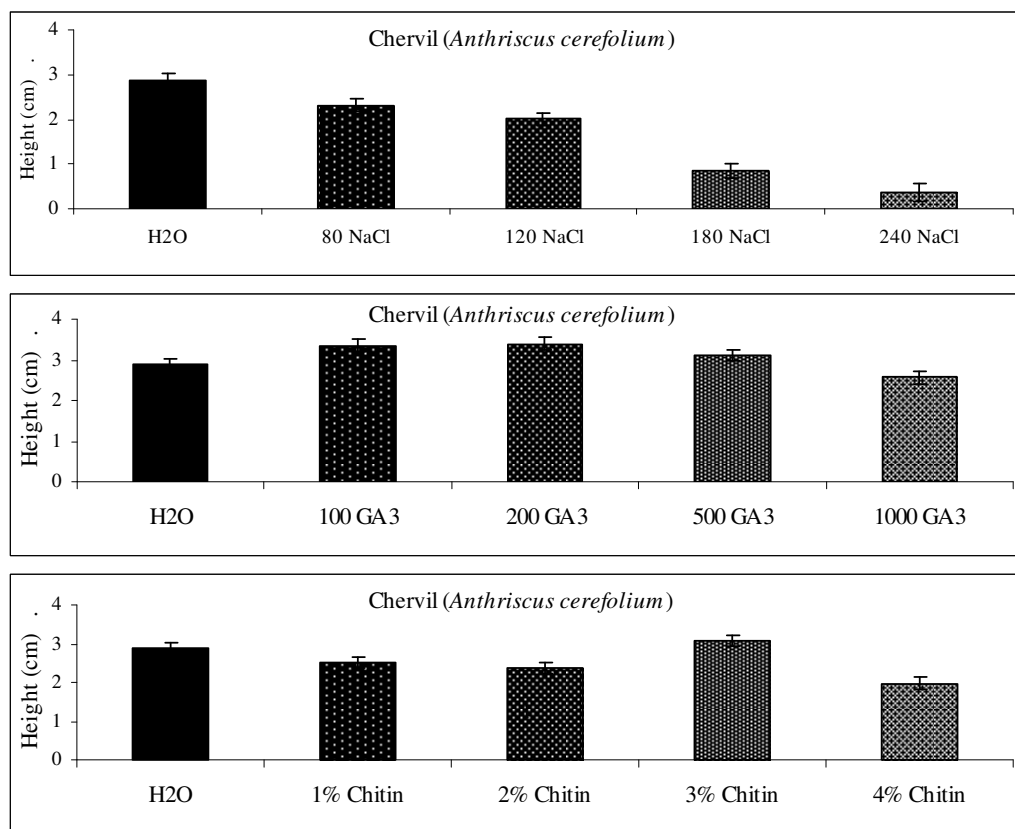 Chervil (Anthriscus cerefolium)
Height (cm) .
4
3
2
1
0
H2O 80 NaCl 120 NaCl 180 NaCl 240 NaCl
Chervil (Anthriscus cerefolium)
Height (cm) .
4
3
2
1
0
H2O 100 GA3 200 GA3 500 GA3 1000 GA3
Chervil (Anthriscus cerefolium)
Height (cm) .
4
3
2
1
0
H2O 1% Chitin 2% Chitin 3% Chitin 4% Chitin